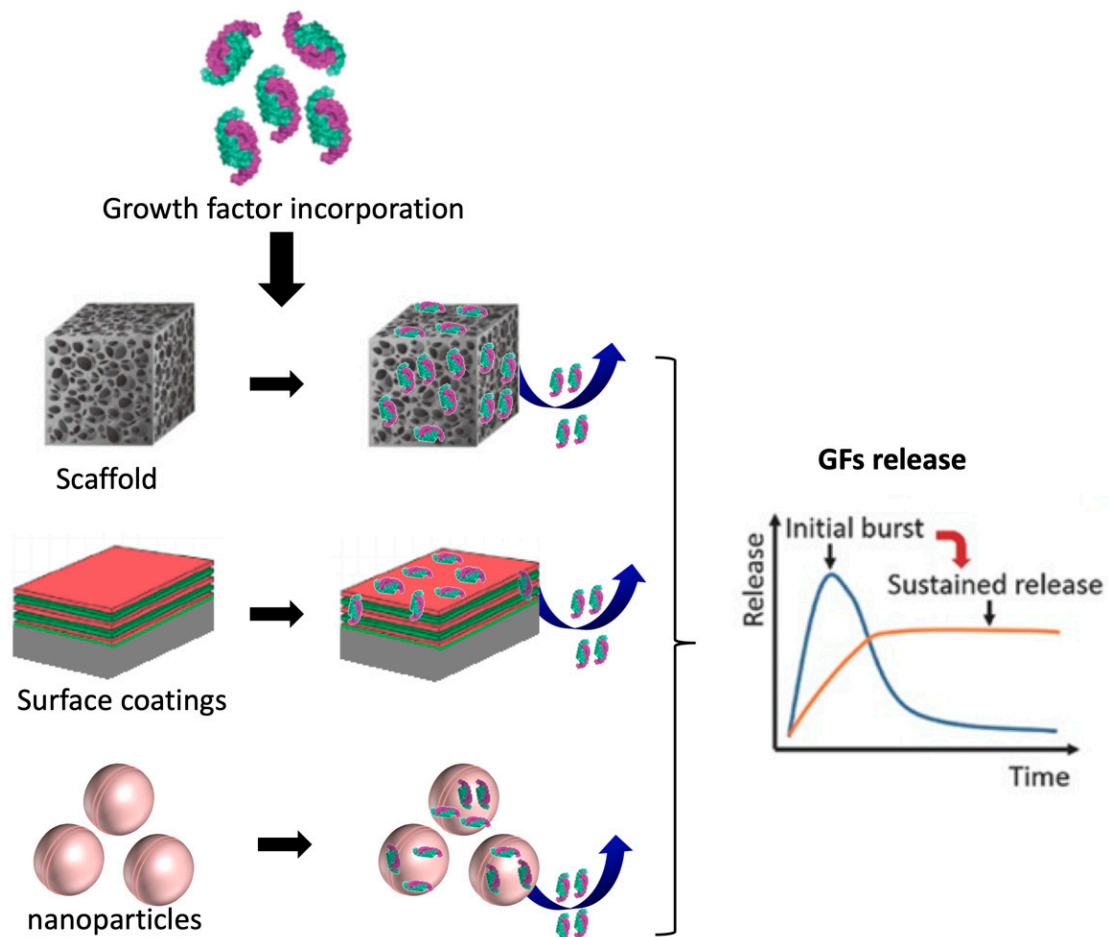 Growth factor incorporation
Scaffold
Surface coatings
nanoparticles
GFs release
Initial burst
Sustained release
Release
Time